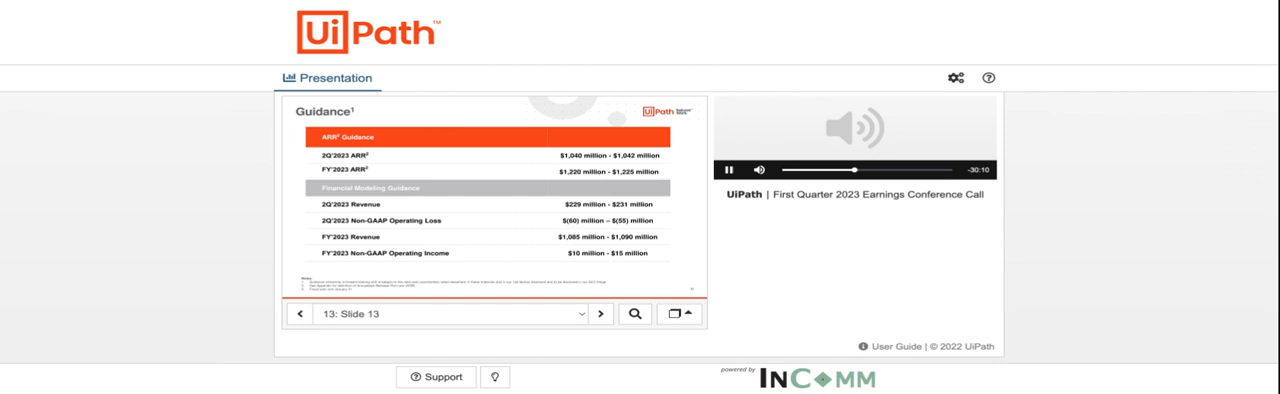 UiPath™
Presentation
Guidance¹
UiPath
ARR² Guidance
2Q'2023 ARR² $1,040 million - $1,042 million
FY'2023 ARR² $1,220 million - $1,225 million
Financial Modeling Guidance
2Q'2023 Revenue $229 million - $231 million
2Q'2023 Non-GAAP Operating Loss $(60) million – $(55) million
FY'2023 Revenue $1,085 million - $1,090 million
FY'2023 Non-GAAP Operating Income $10 million - $15 million
Notes:
13: Slide 13
-30:10
UiPath | First Quarter 2023 Earnings Conference Call
User Guide | © 2022 UiPath
Support
powered by INCOMM